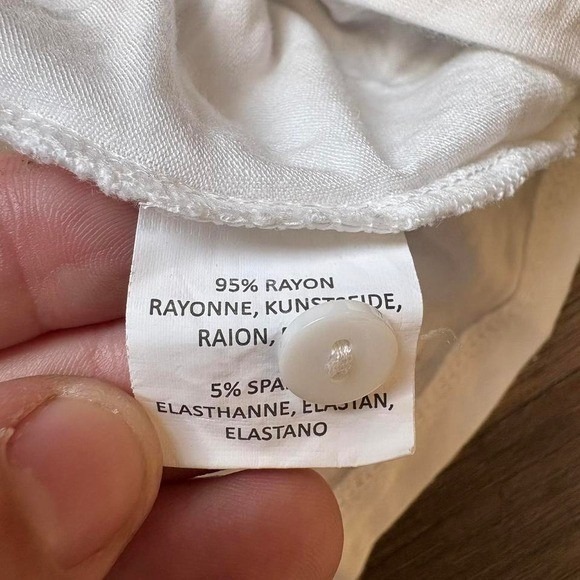 95% RAYON
RAYONNE, KUNSTSEIDE,
RAION,
5% SPA
ELASTHANNE, ELASTAN,
ELASTANO